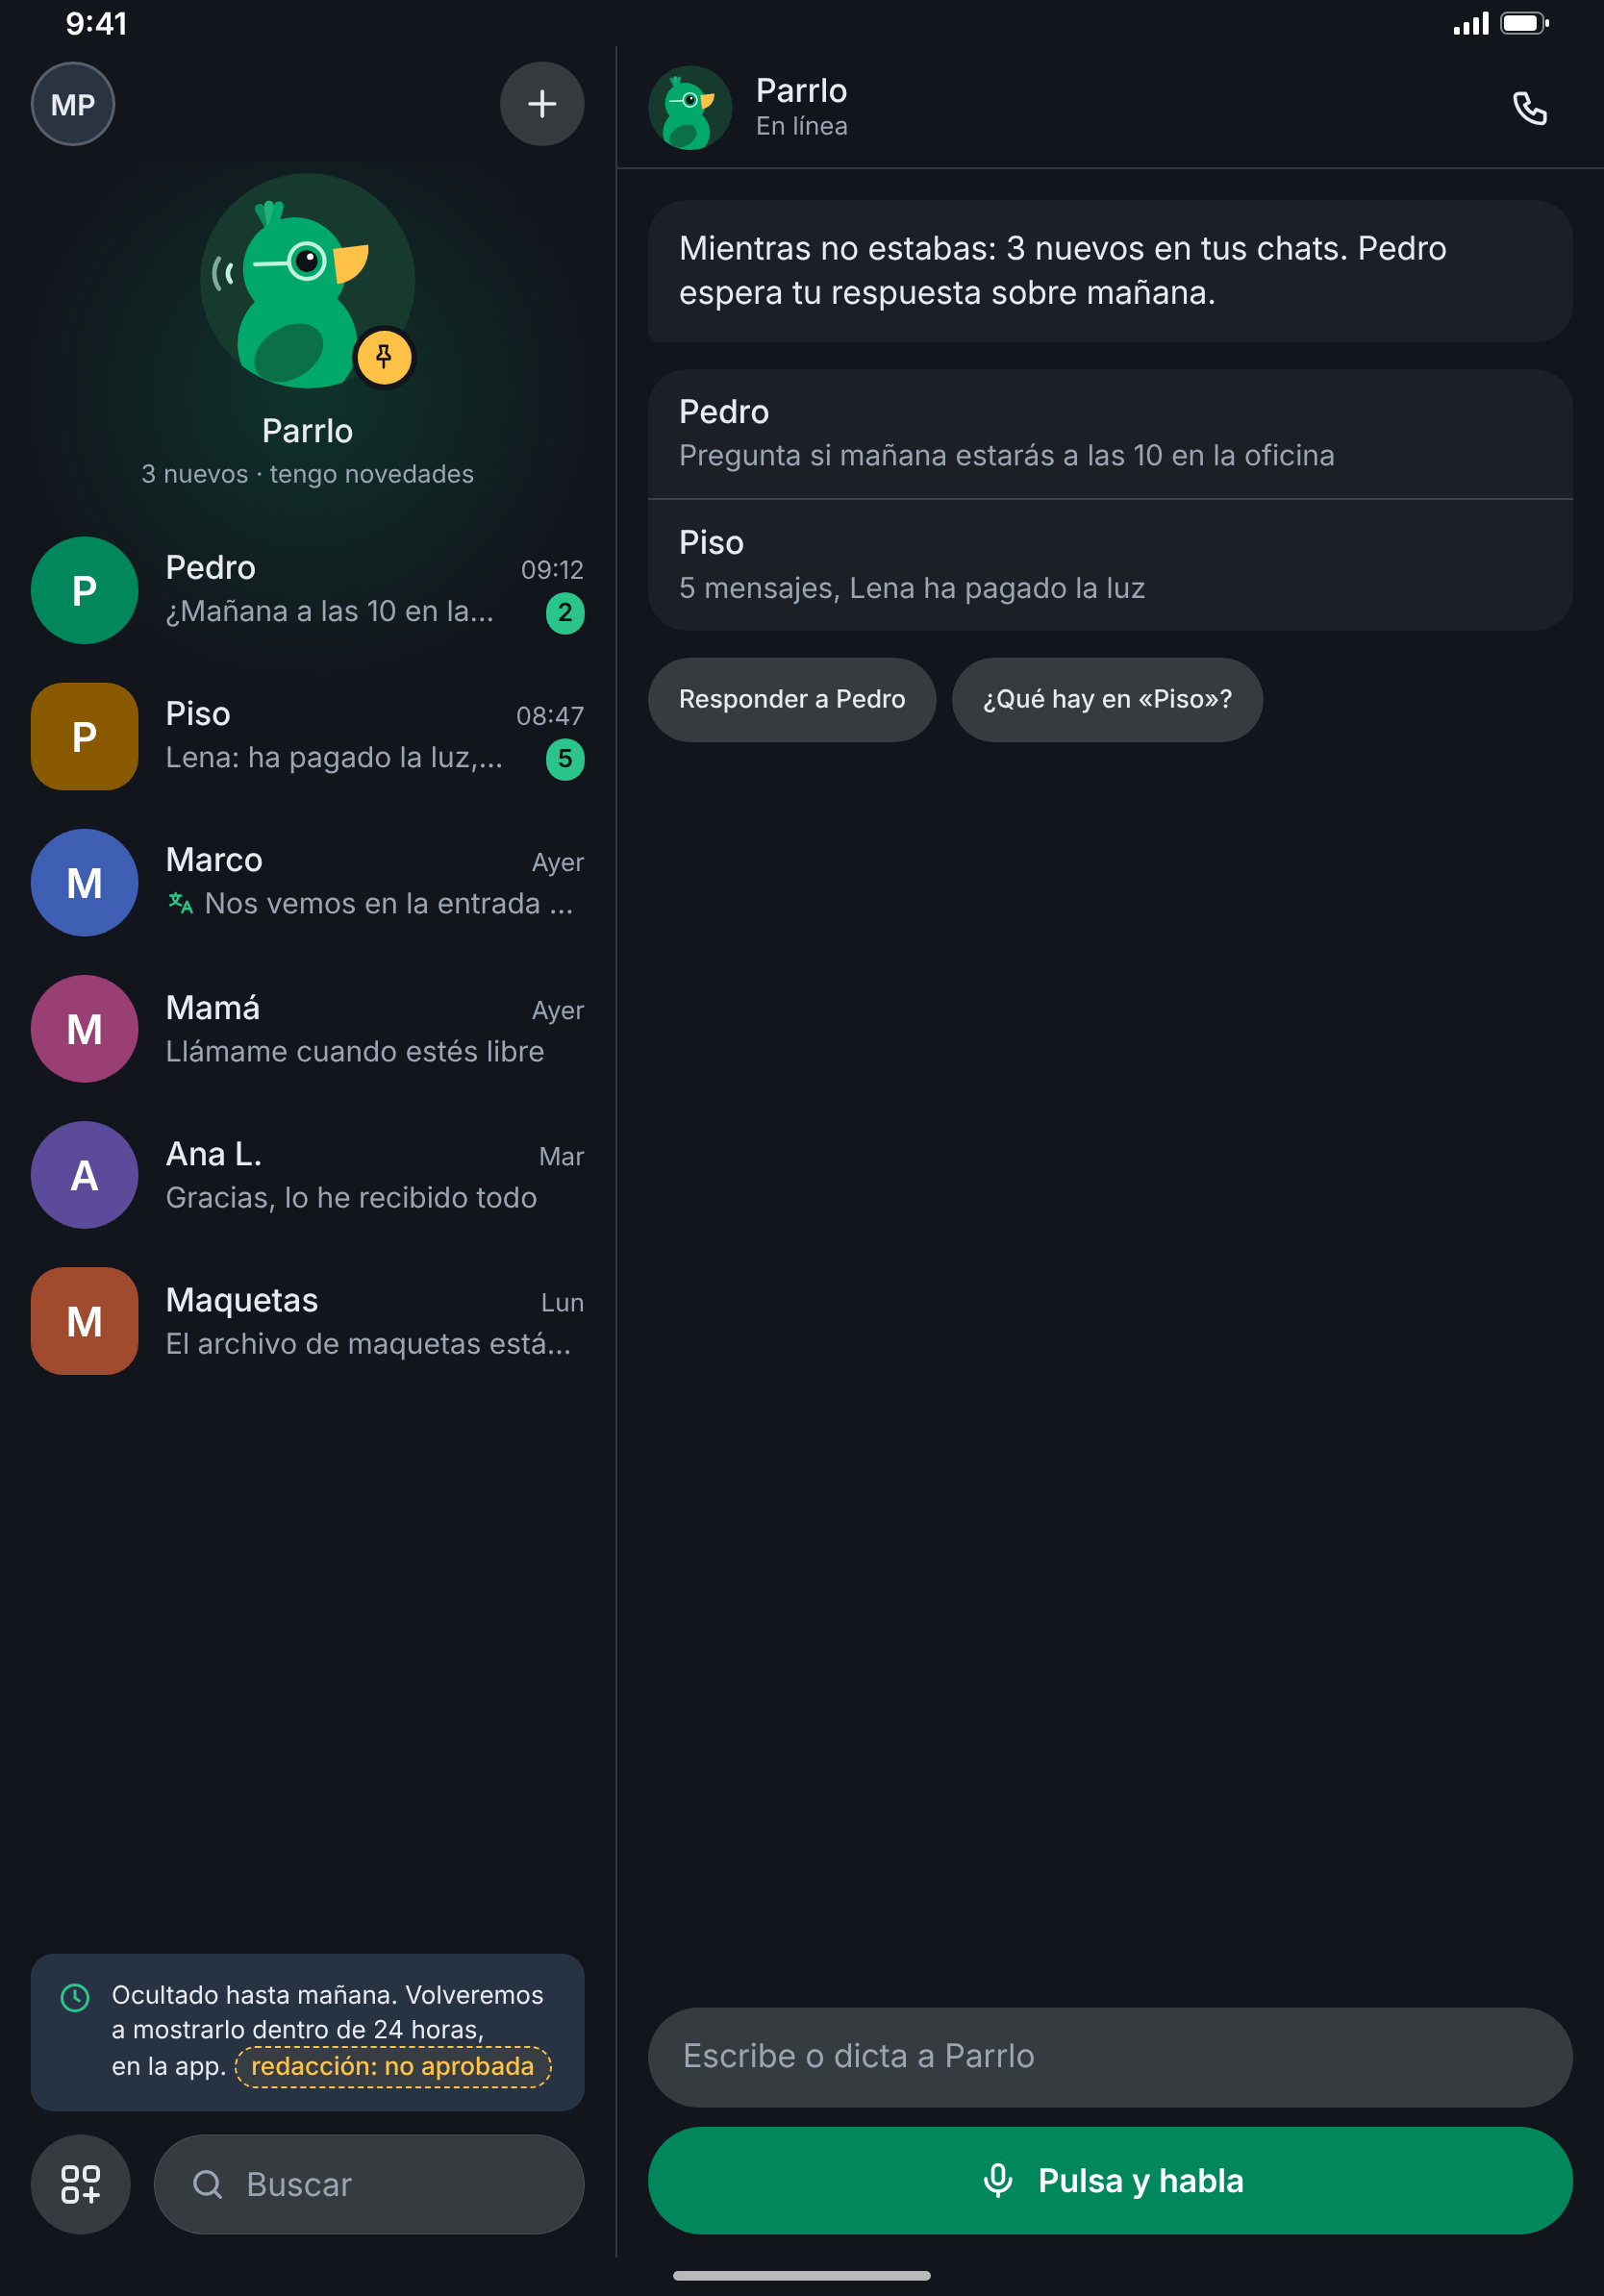 9:41
MP
Parrlo
3 nuevos · tengo novedades
P
Pedro
09:12
¿Mañana a las 10 en la...
2
P
Piso
08:47
Lena: ha pagado la luz,...
5
M
Marco
Ayer
Nos vemos en la entrada ...
M
Mamá
Ayer
Llámame cuando estés libre
A
Ana L.
Mar
Gracias, lo he recibido todo
M
Maquetas
Lun
El archivo de maquetas está...
Ocultado hasta mañana. Volveremos
a mostrarlo dentro de 24 horas,
en la app. redacción: no aprobada
Buscar
Parrlo
En línea
Mientras no estabas: 3 nuevos en tus chats. Pedro
espera tu respuesta sobre mañana.
Pedro
Pregunta si mañana estarás a las 10 en la oficina
Piso
5 mensajes, Lena ha pagado la luz
Responder a Pedro
¿Qué hay en «Piso»?
Escribe o dicta a Parrlo
Pulsa y habla